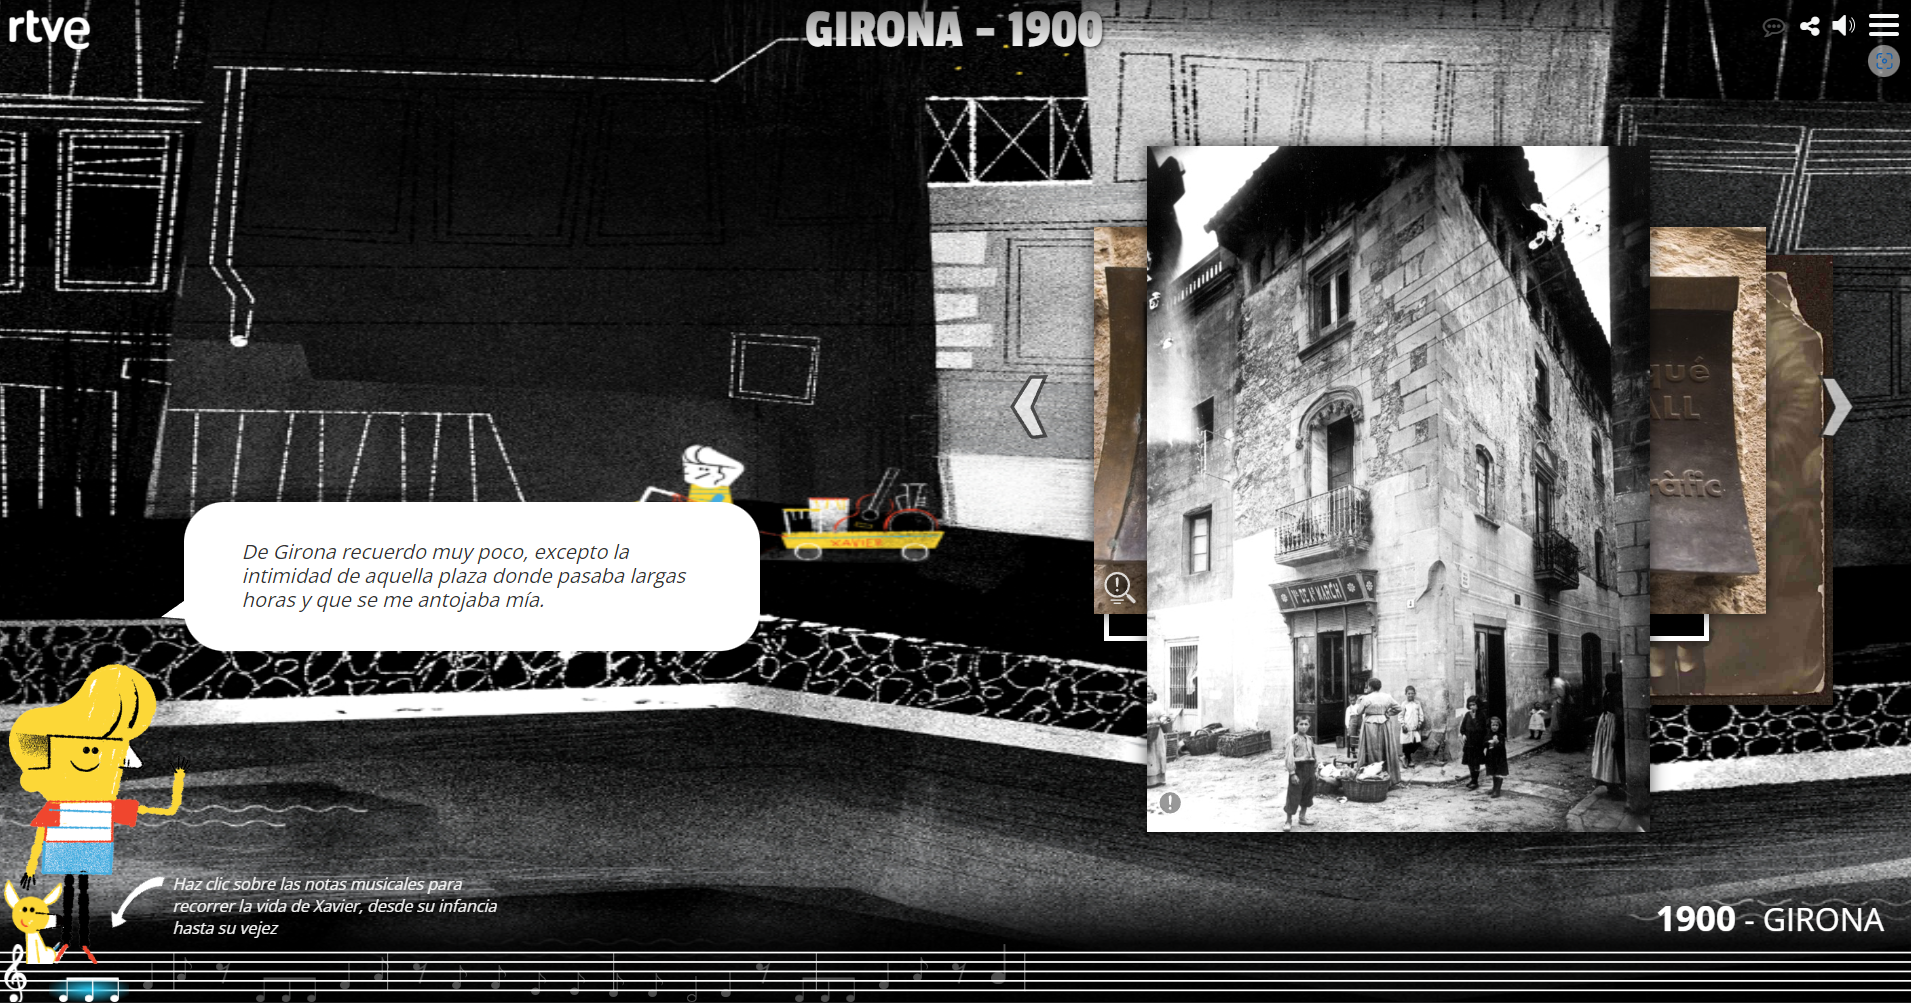 rtve
GIRONA - 1900
De Girona recuerdo muy poco, excepto la
intimidad de aquella plaza donde pasaba largas
horas y que se me antojaba mía.
XAVIER
Vda DE Ar MARCH
qué
ALL
ràfic
Haz clic sobre las notas musicales para
recorrer la vida de Xavier, desde su infancia
hasta su vejez
1900 - GIRONA